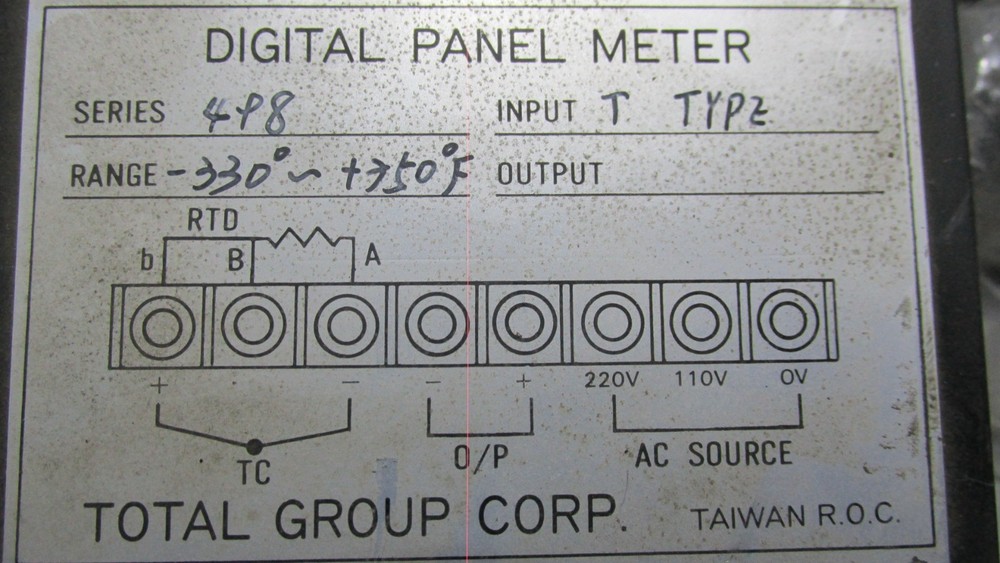 DIGITAL PANEL METER
SERIES 498 INPUT T TYPE
RANGE -330° ~ +350°F OUTPUT
RTD
b B A
+ - - + 220V 110V 0V
TC O/P AC SOURCE
TOTAL GROUP CORP. TAIWAN R.O.C.